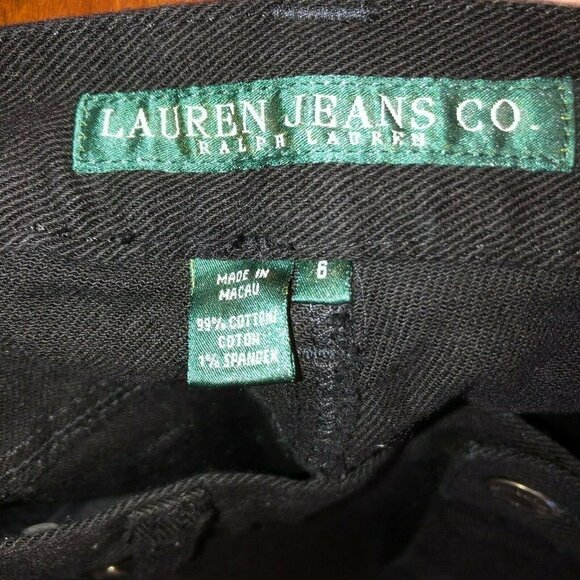 LAUREN JEANS CO.
RALPH LAUREN
6
MADE IN
MACAU
99% COTTON/
COTON
1% SPANDEX